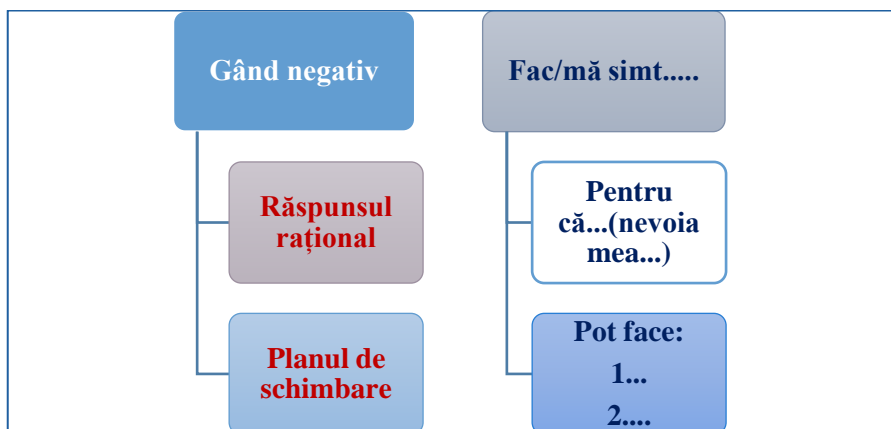 Gând negativ
Răspunsul
rațional
Planul de
schimbare
Fac/mă simt.....
Pentru
că...(nevoia
mea...)
Pot face:
1...
2....